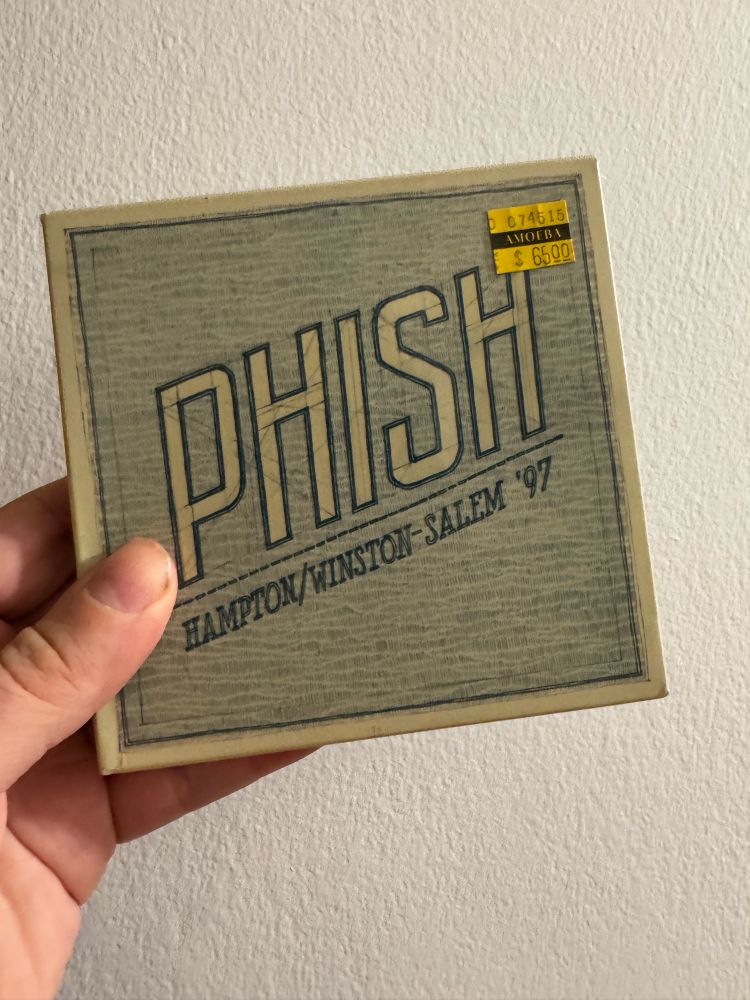 074515
AMOEBA
$ 65.00
PHISH
HAMPTON/WINSTON-SALEM '97